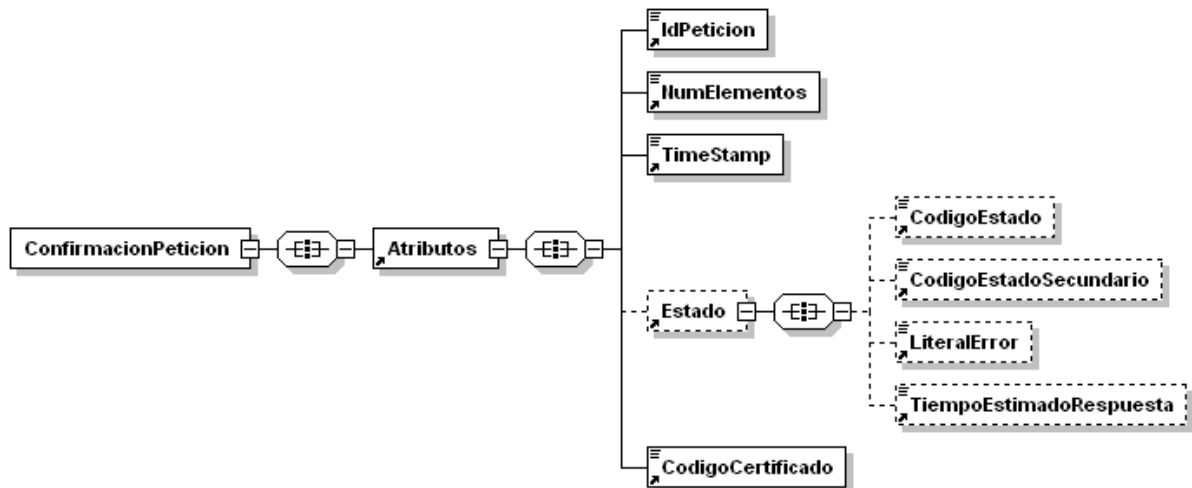 IdPeticion
NumElementos
TimeStamp
CodigoEstado
ConfirmacionPeticion
Atributos
CodigoEstadoSecundario
Estado
LiteralError
TiempoEstimadoRespuesta
CodigoCertificado